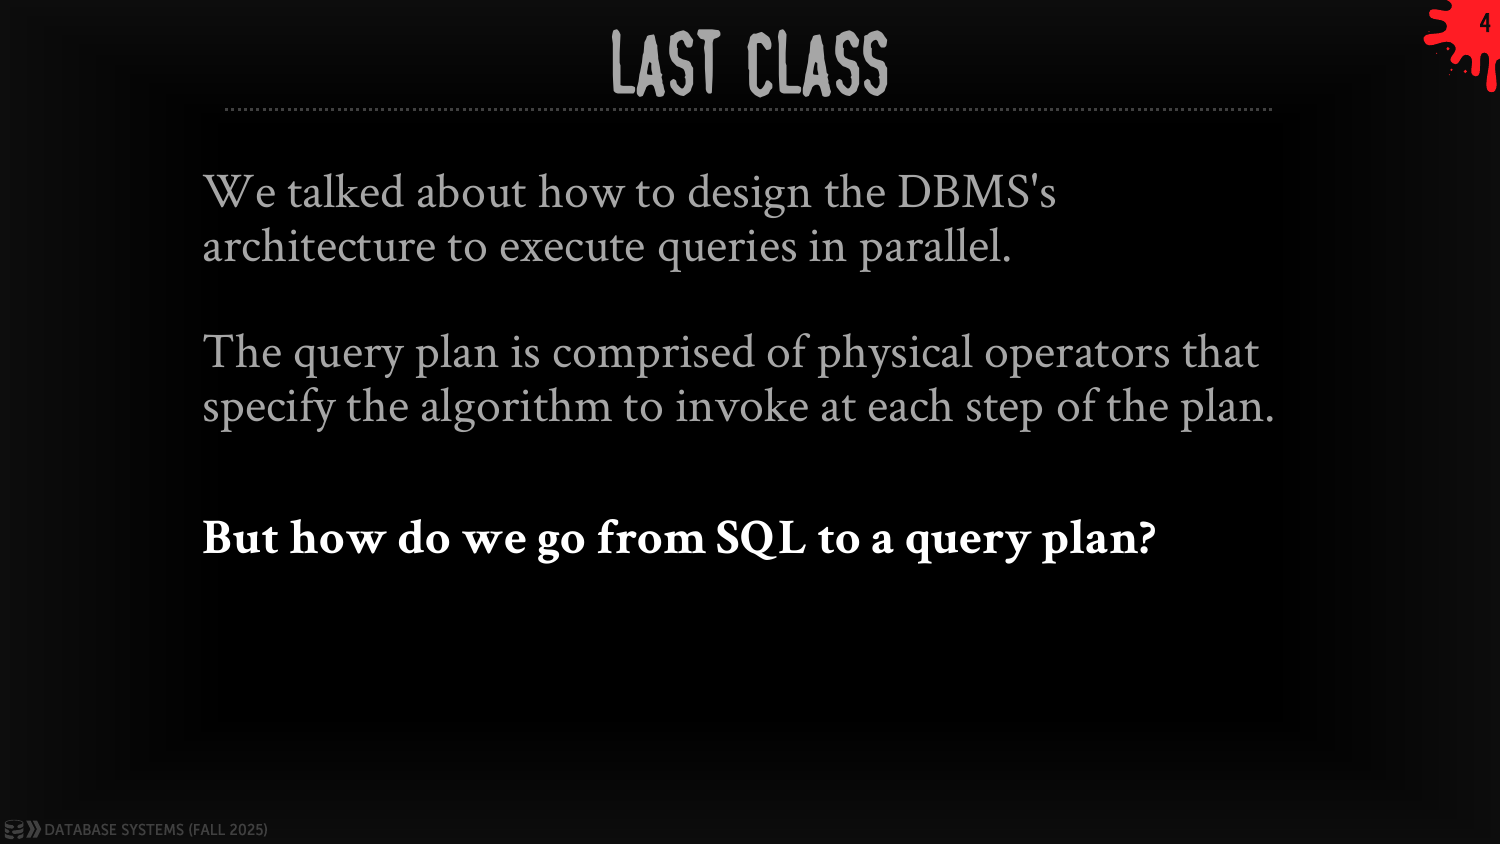 LAST CLASS
4
We talked about how to design the DBMS's
architecture to execute queries in parallel.
The query plan is comprised of physical operators that
specify the algorithm to invoke at each step of the plan.
But how do we go from SQL to a query plan?
DATABASE SYSTEMS (FALL 2025)